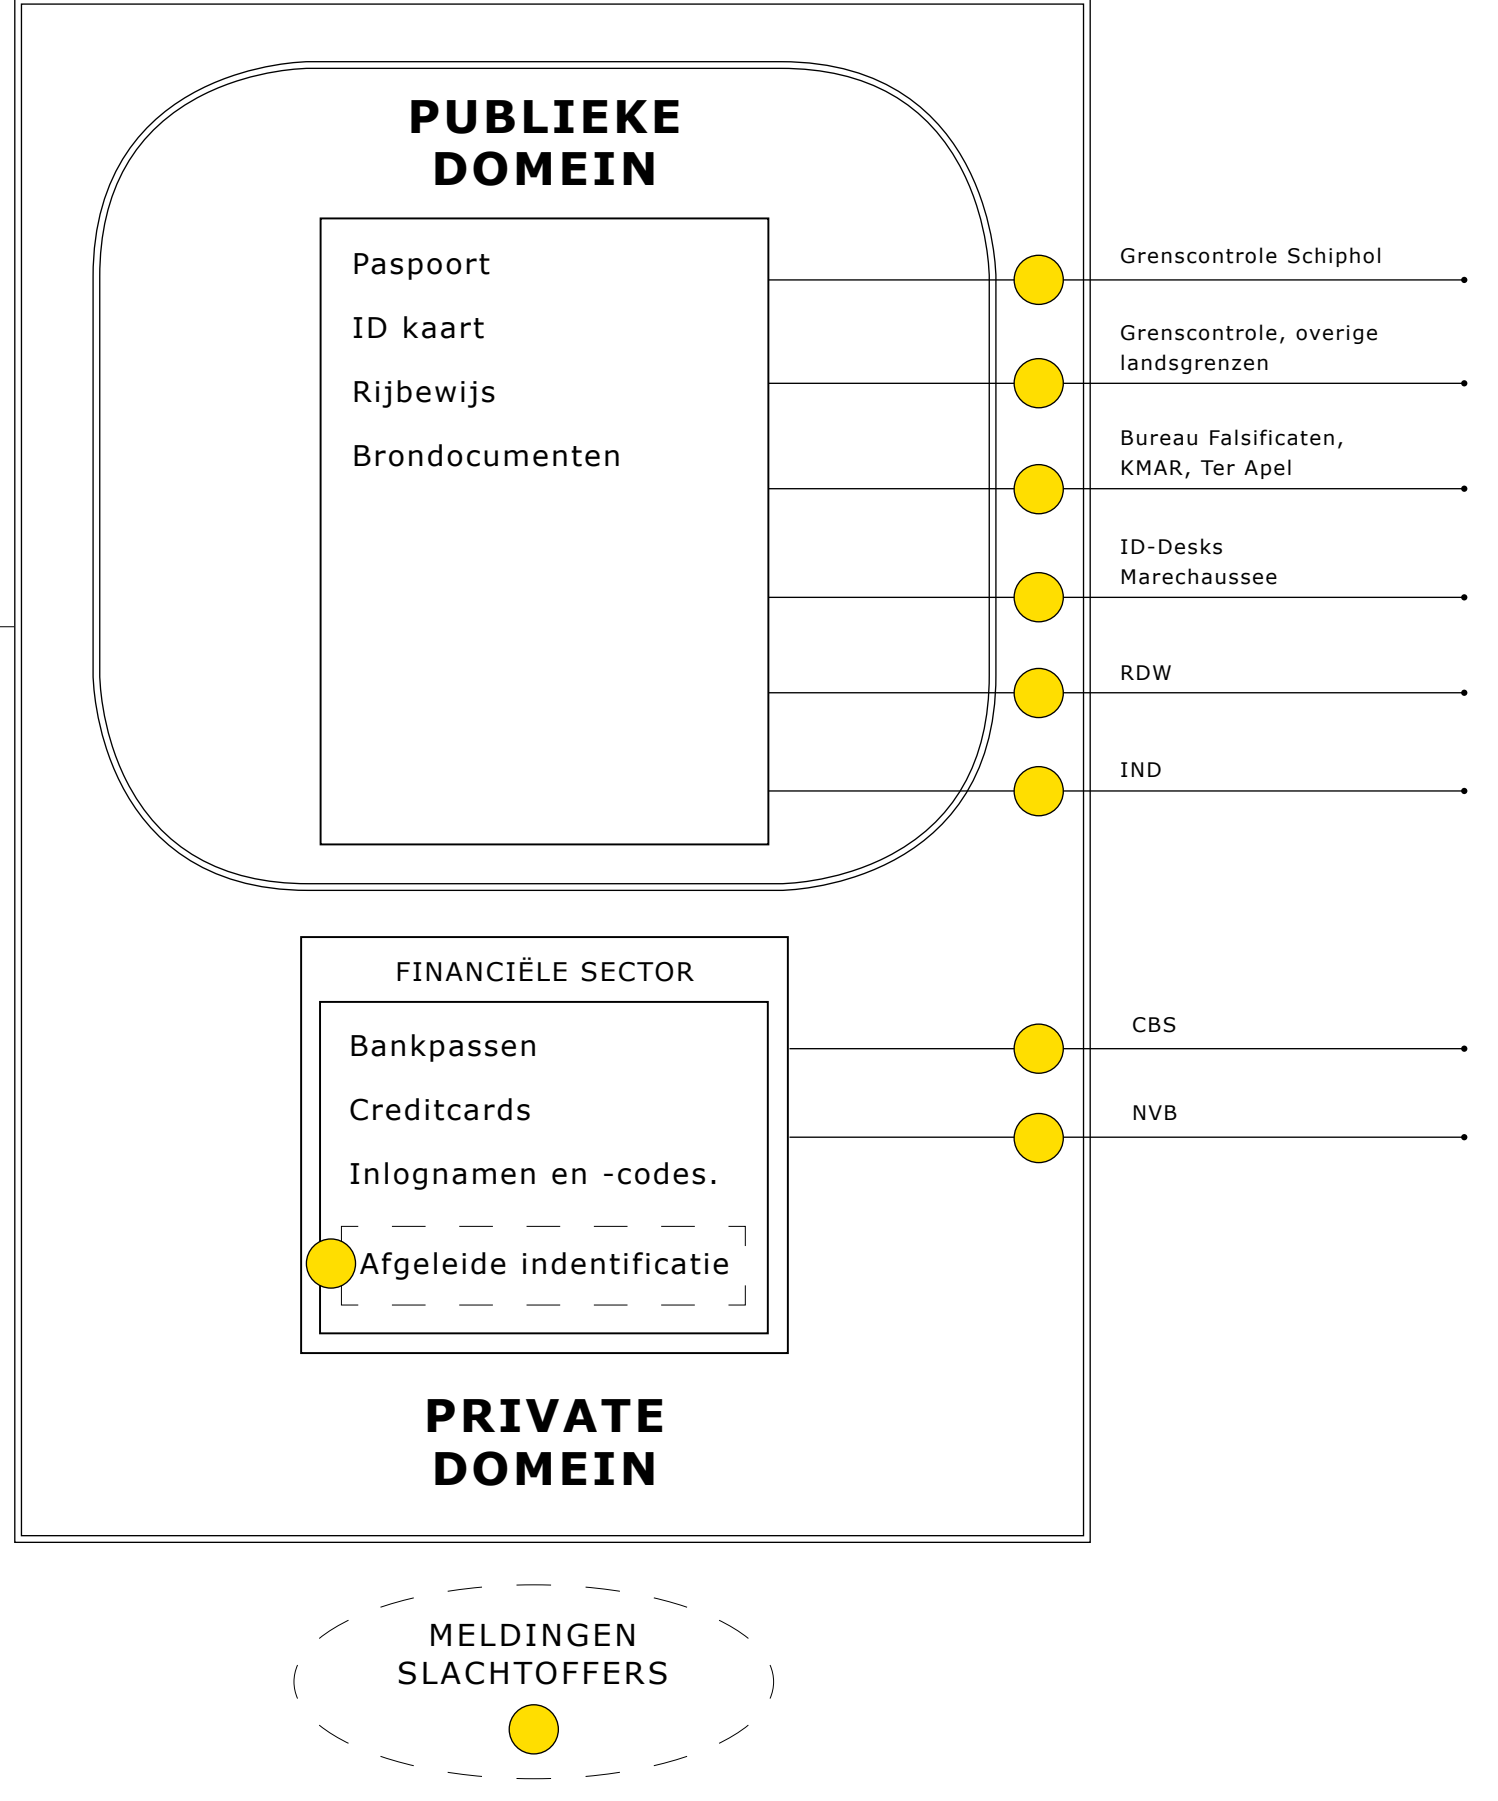 PUBLIEKE
DOMEIN
Paspoort
ID kaart
Rijbewijs
Brondocumenten
Grenscontrole Schiphol
Grenscontrole, overige
landsgrenzen
Bureau Falsificaten,
KMAR, Ter Apel
ID-Desks
Marechaussee
RDW
IND
FINANCIËLE SECTOR
Bankpassen
Creditcards
Inlognamen en -codes.
Afgeleide indentificatie
CBS
NVB
PRIVATE
DOMEIN
MELDINGEN
SLACHTOFFERS